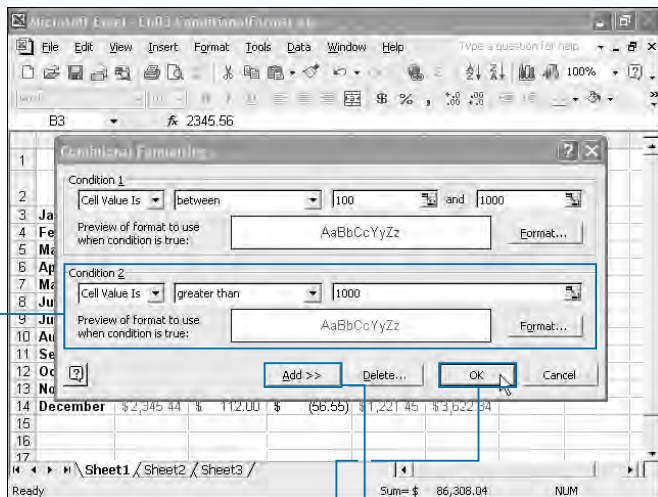 Microsoft Excel - Ch03 ConditionalFormat.xls
File Edit View Insert Format Tools Data Window Help Type a question for help
100%
B3 fx 2345.56
Conditional Formatting
1
Condition 1
Cell Value Is between 100 and 1000
2
Preview of format to use when condition is true: AaBbCcYyZz Format...
3 Ja
4 Fe
5 Ma
Condition 2
6 Ap
7 Ma
Cell Value Is greater than 1000
8 Ju
9 Ju
Preview of format to use when condition is true: AaBbCcYyZz Format...
10 Au
11 Se
12 Oc
Add >> Delete... OK Cancel
13 No
14 December $2,345.44 $ 112.00 $ (56.55) $1,221.45 $3,622.34
15
16
17
Sheet1 Sheet2 Sheet3
Ready Sum= $ 86,308.04 NUM